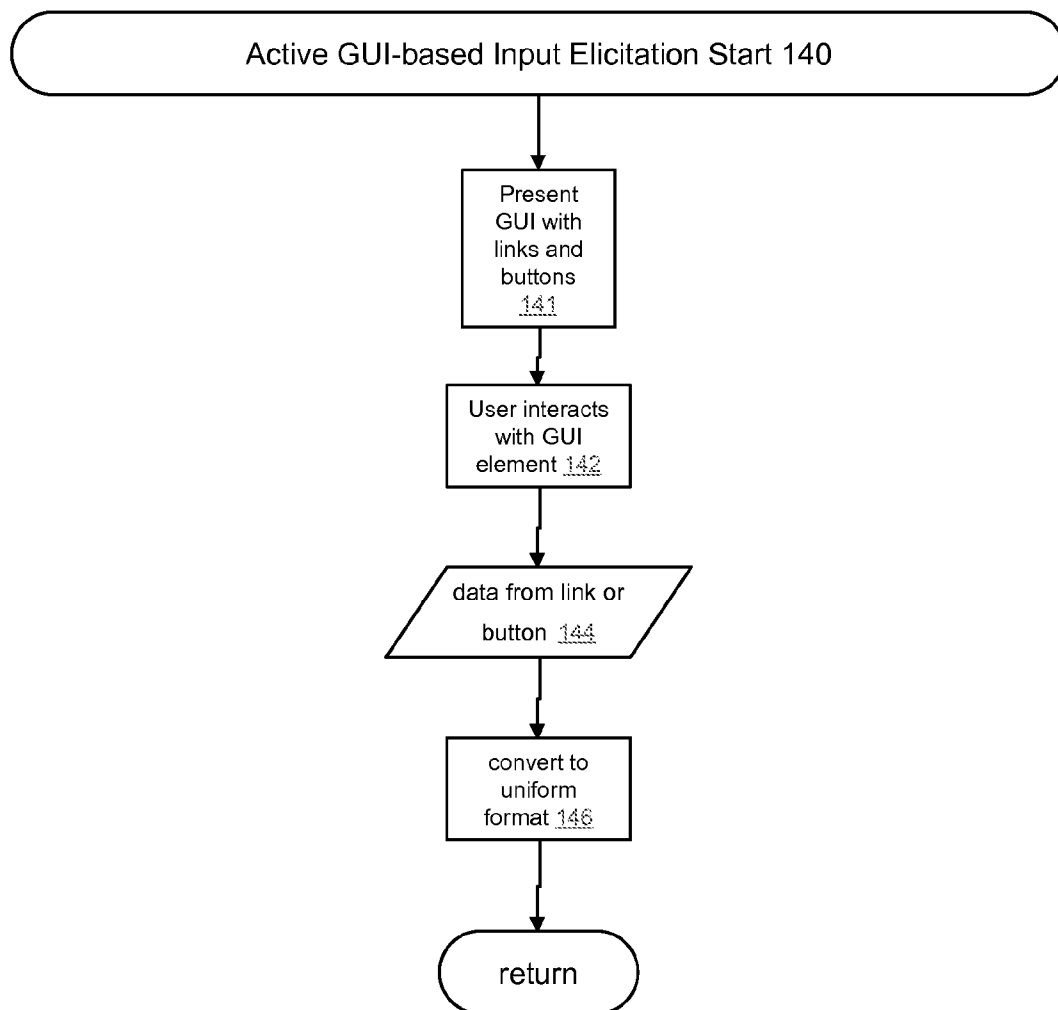 Active GUI-based Input Elicitation Start 140
Present
GUI with
links and
buttons
141
User interacts
with GUI
element 142
data from link or
button 144
convert to
uniform
format 146
return